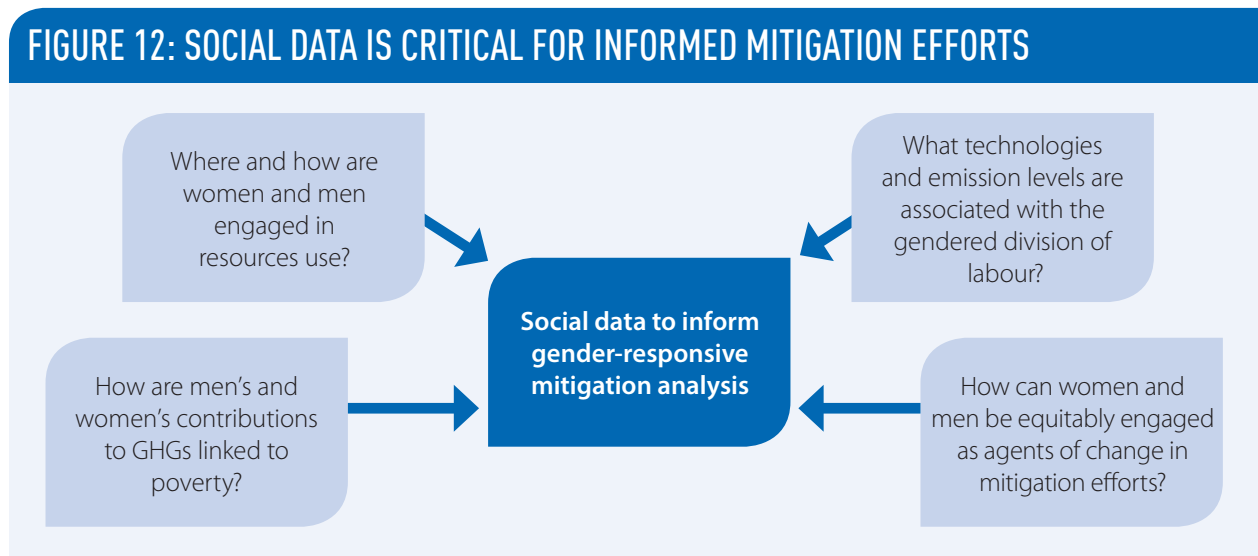 FIGURE 12: SOCIAL DATA IS CRITICAL FOR INFORMED MITIGATION EFFORTS
Where and how are
women and men
engaged in
resources use?
What technologies
and emission levels are
associated with the
gendered division of
labour?
Social data to inform
gender-responsive
mitigation analysis
How are men’s and
women’s contributions
to GHGs linked to
poverty?
How can women and
men be equitably engaged
as agents of change in
mitigation efforts?